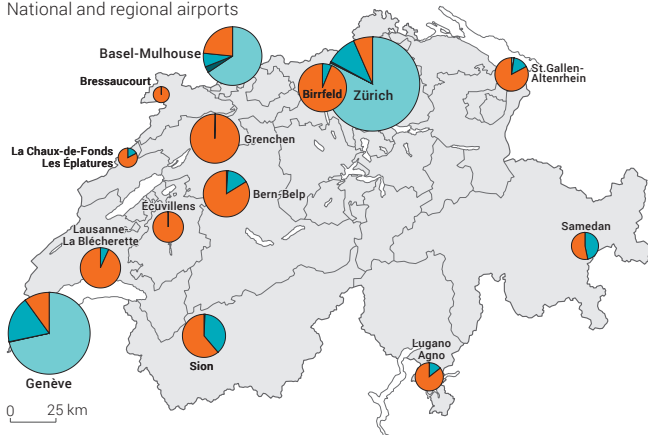 National and regional airports
Basel-Mulhouse
Bressaucourt
Birrfeld
Zürich
St.Gallen-
Altenrhein
Grenchen
La Chaux-de-Fonds
Les Éplatures
Bern-Belp
Écuvillens
Lausanne-
La Blécherette
Samedan
Genève
Sion
Lugano
Agno
0 25 km